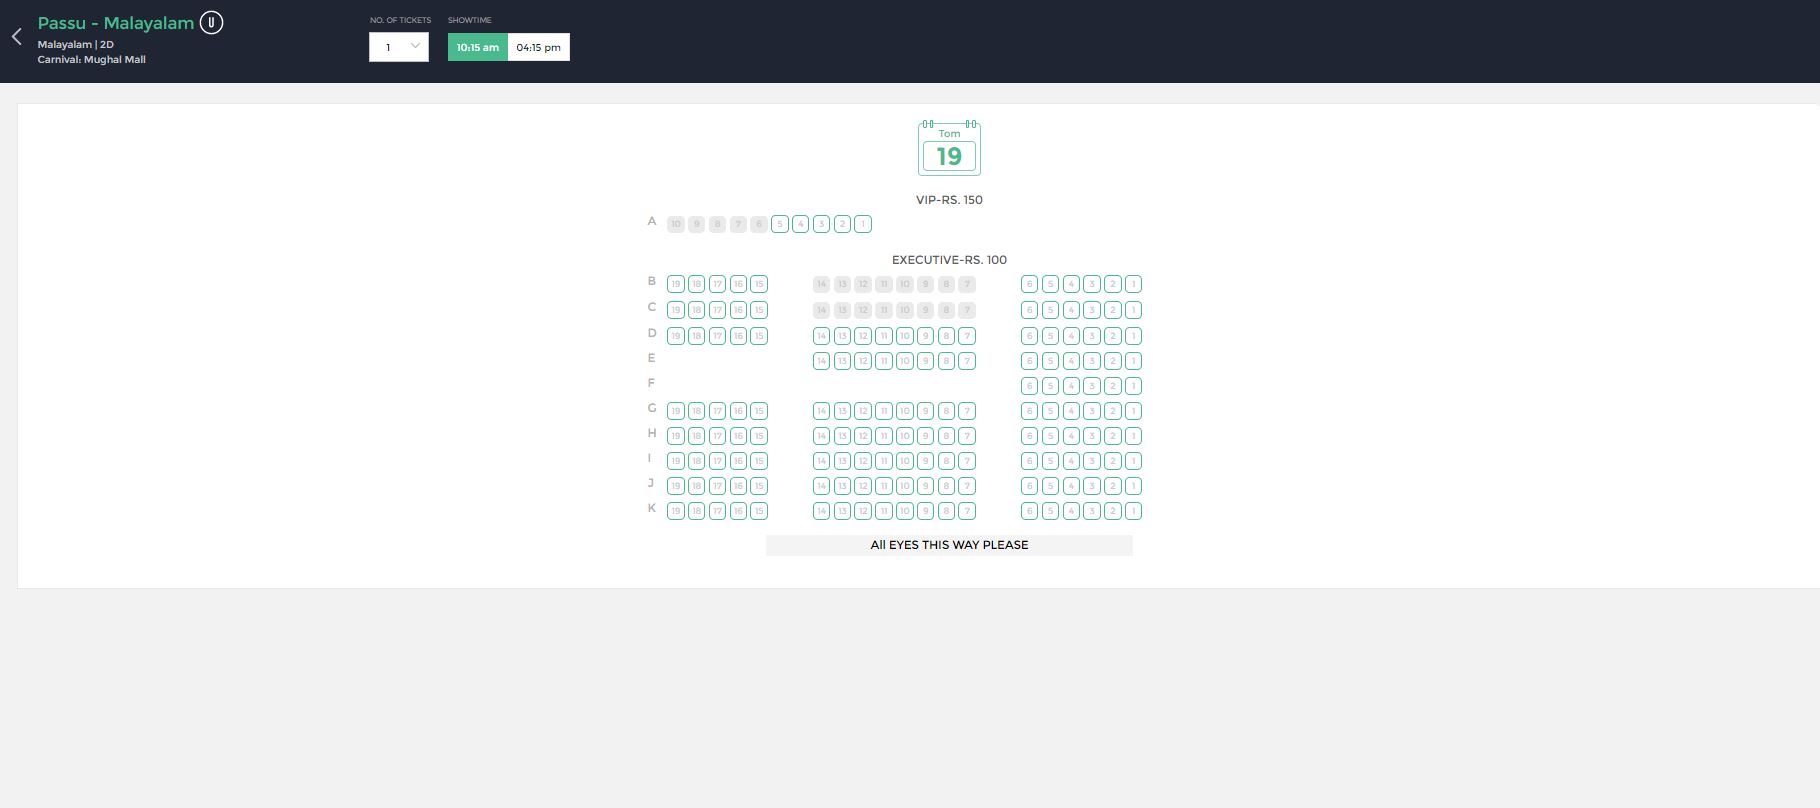 Passu - Malayalam U
Malayalam | 2D
Carnival: Mughal Mall
NO. OF TICKETS
1
SHOWTIME
10:15 am 04:15 pm
Tom
19
VIP-RS. 150
A 10 9 8 7 6 5 4 3 2 1
EXECUTIVE-RS. 100
B 19 18 17 16 15 14 13 12 11 10 9 8 7 6 5 4 3 2 1
C 19 18 17 16 15 14 13 12 11 10 9 8 7 6 5 4 3 2 1
D 19 18 17 16 15 14 13 12 11 10 9 8 7 6 5 4 3 2 1
E 14 13 12 11 10 9 8 7 6 5 4 3 2 1
F 6 5 4 3 2 1
G 19 18 17 16 15 14 13 12 11 10 9 8 7 6 5 4 3 2 1
H 19 18 17 16 15 14 13 12 11 10 9 8 7 6 5 4 3 2 1
I 19 18 17 16 15 14 13 12 11 10 9 8 7 6 5 4 3 2 1
J 19 18 17 16 15 14 13 12 11 10 9 8 7 6 5 4 3 2 1
K 19 18 17 16 15 14 13 12 11 10 9 8 7 6 5 4 3 2 1
All EYES THIS WAY PLEASE